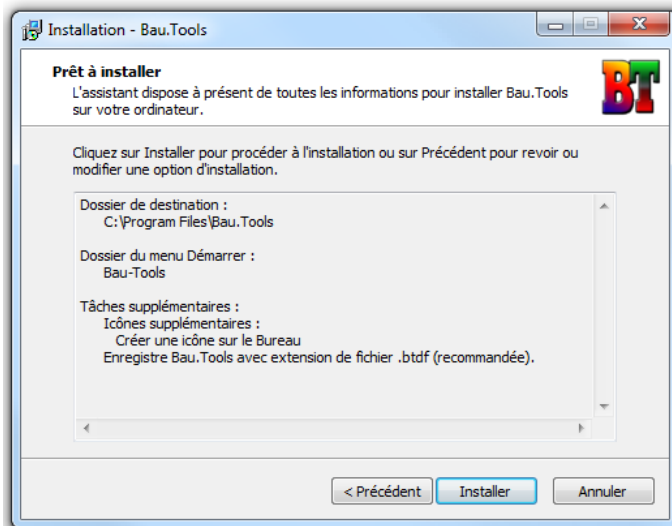 Installation - Bau.Tools
Prêt à installer
L'assistant dispose à présent de toutes les informations pour installer Bau.Tools
sur votre ordinateur.
BT
Cliquez sur Installer pour procéder à l'installation ou sur Précédent pour revoir ou
modifier une option d'installation.
Dossier de destination :
C:\Program Files\Bau.Tools
Dossier du menu Démarrer :
Bau-Tools
Tâches supplémentaires :
Icônes supplémentaires :
Créer une icône sur le Bureau
Enregistre Bau.Tools avec extension de fichier .btdf (recommandée).
< Précédent
Installer
Annuler